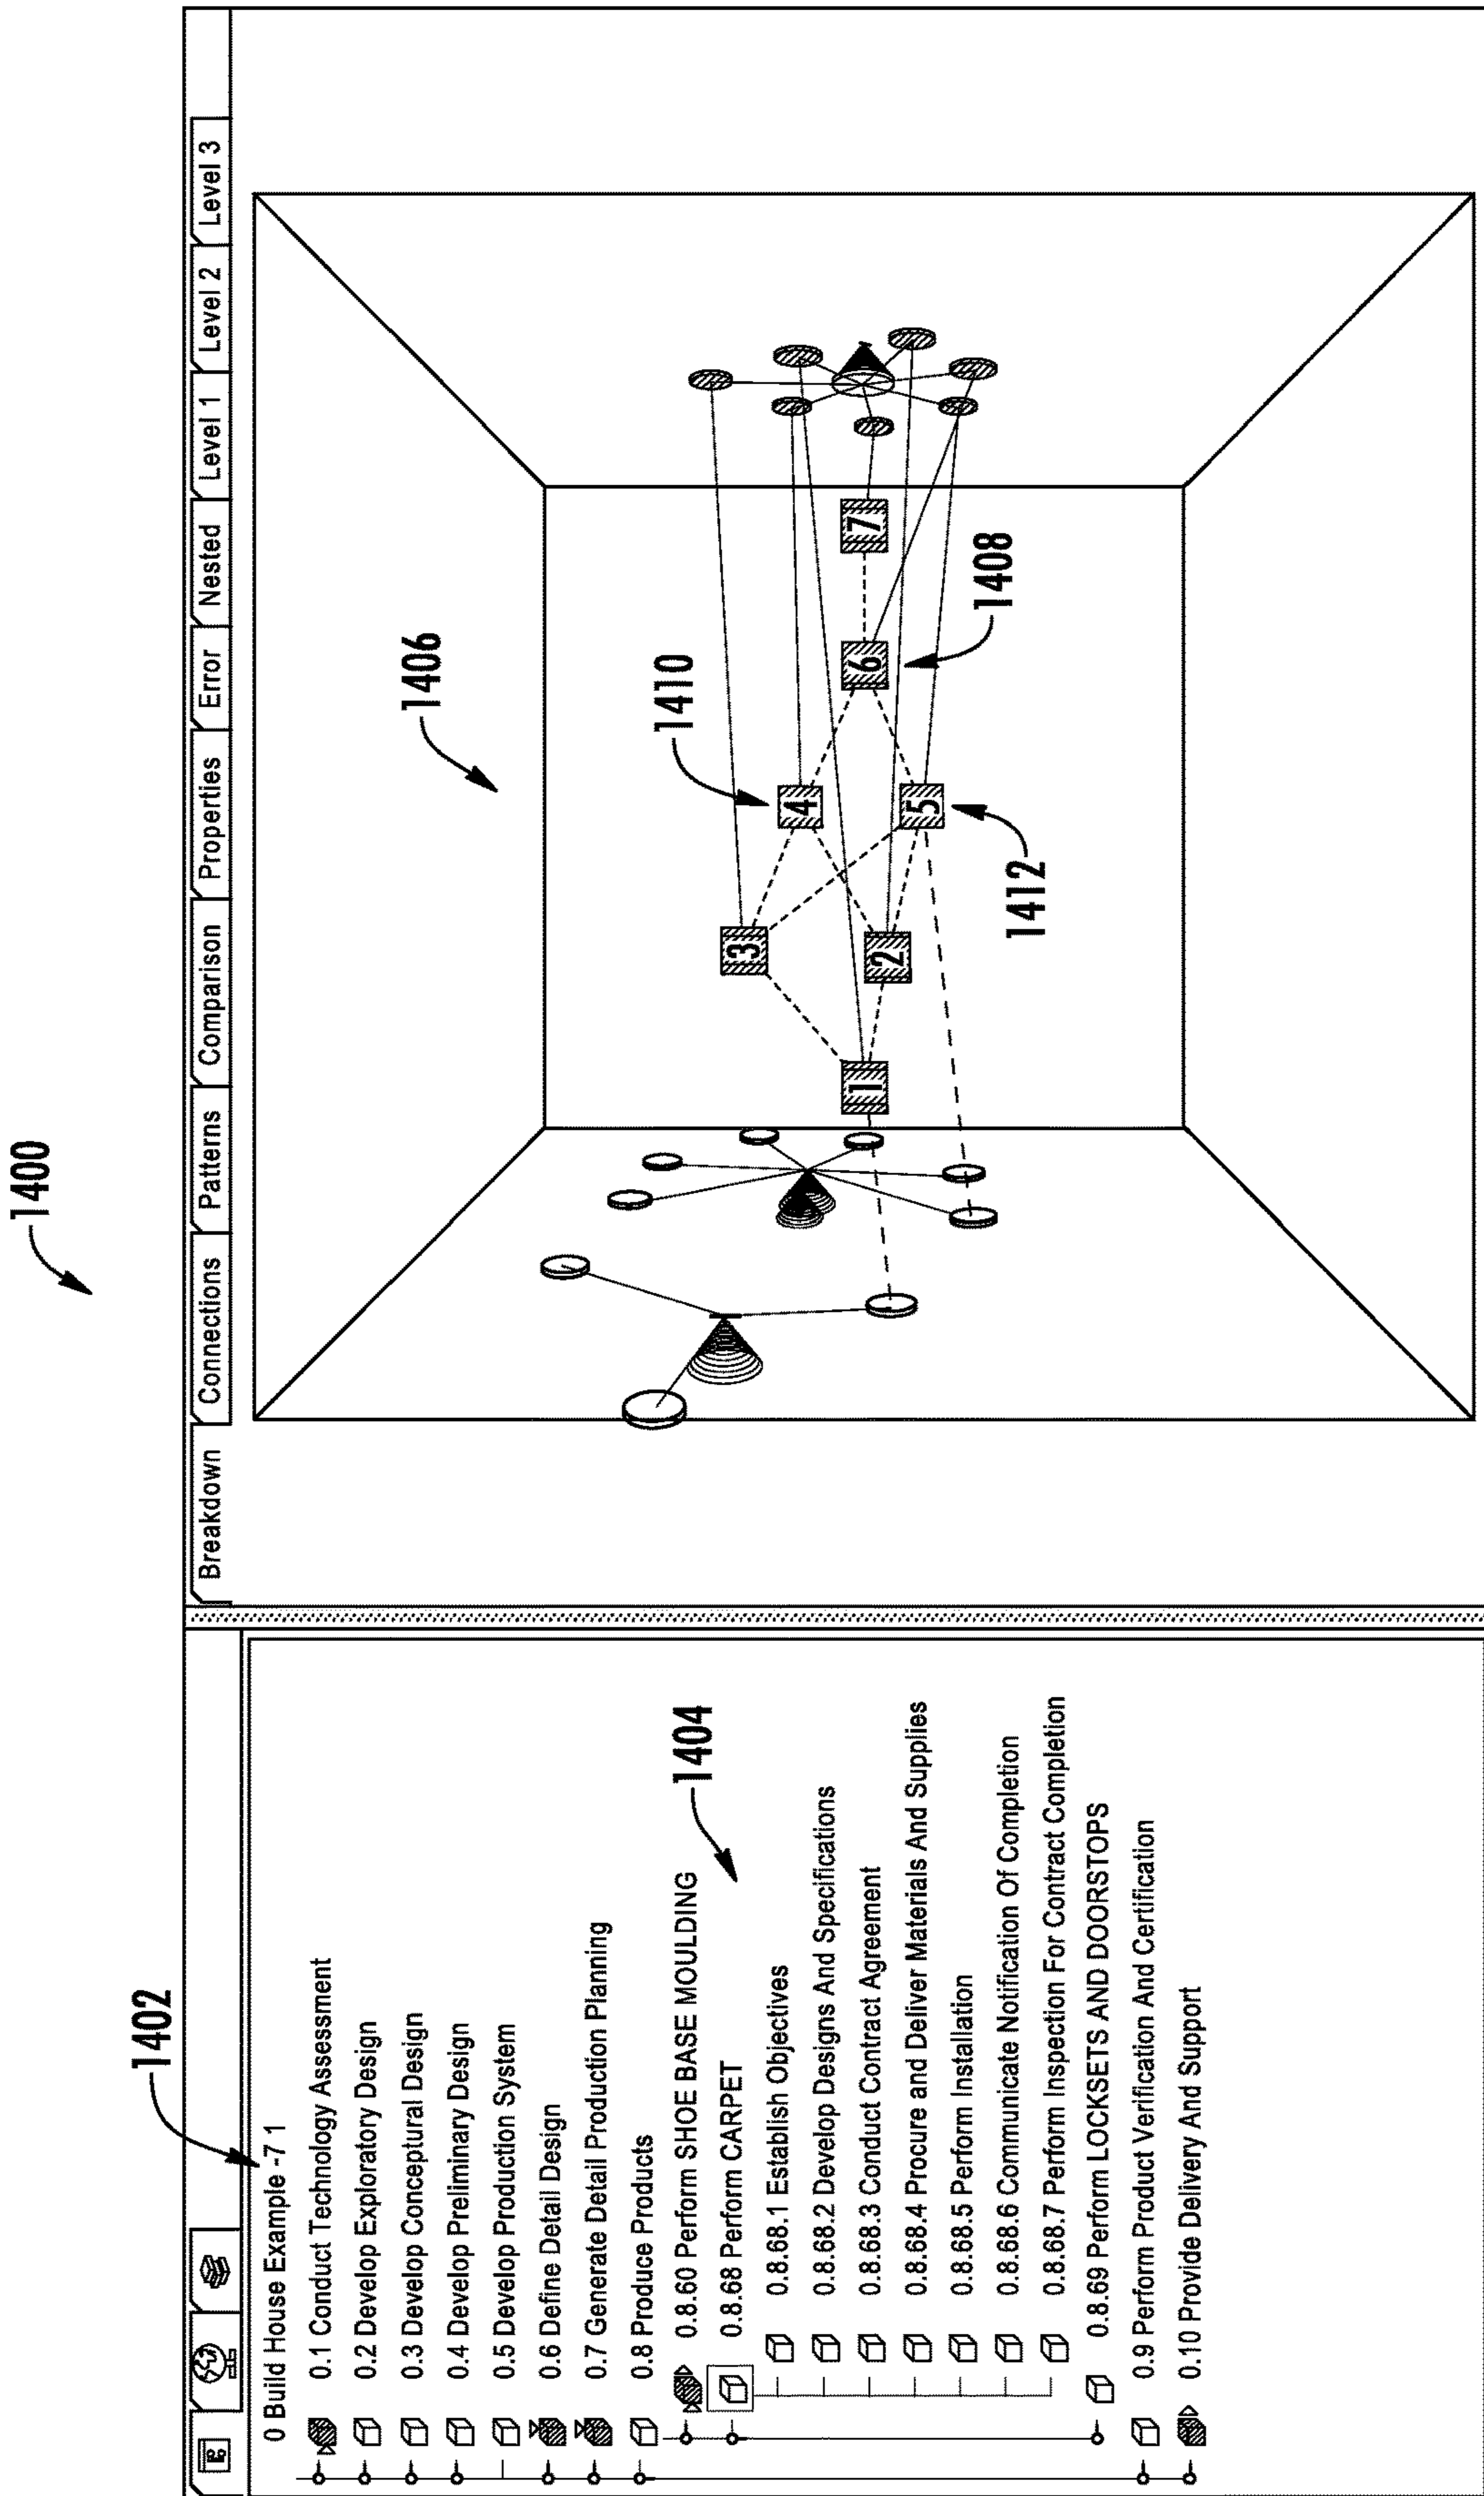 1400
1402
Breakdown
Connections
Patterns
Comparison
Properties
Error
Nested
Level 1
Level 2
Level 3
0 Build House Example -7 1
0.1 Conduct Technology Assessment
0.2 Develop Exploratory Design
0.3 Develop Conceptural Design
0.4 Develop Preliminary Design
0.5 Develop Production System
0.6 Define Detail Design
0.7 Generate Detail Production Planning
0.8 Produce Products
0.8.60 Perform SHOE BASE MOULDING
0.8.68 Perform CARPET
0.8.68.1 Establish Objectives
0.8.68.2 Develop Designs And Specifications
0.8.68.3 Conduct Contract Agreement
0.8.68.4 Procure and Deliver Materials And Supplies
0.8.68.5 Perform Installation
0.8.68.6 Communicate Notification Of Completion
0.8.68.7 Perform Inspection For Contract Completion
0.8.69 Perform LOCKSETS AND DOORSTOPS
0.9 Perform Product Verification And Certification
0.10 Provide Delivery And Support
1404
1406
1410
3
4
1
2
5
6
7
1408
1412